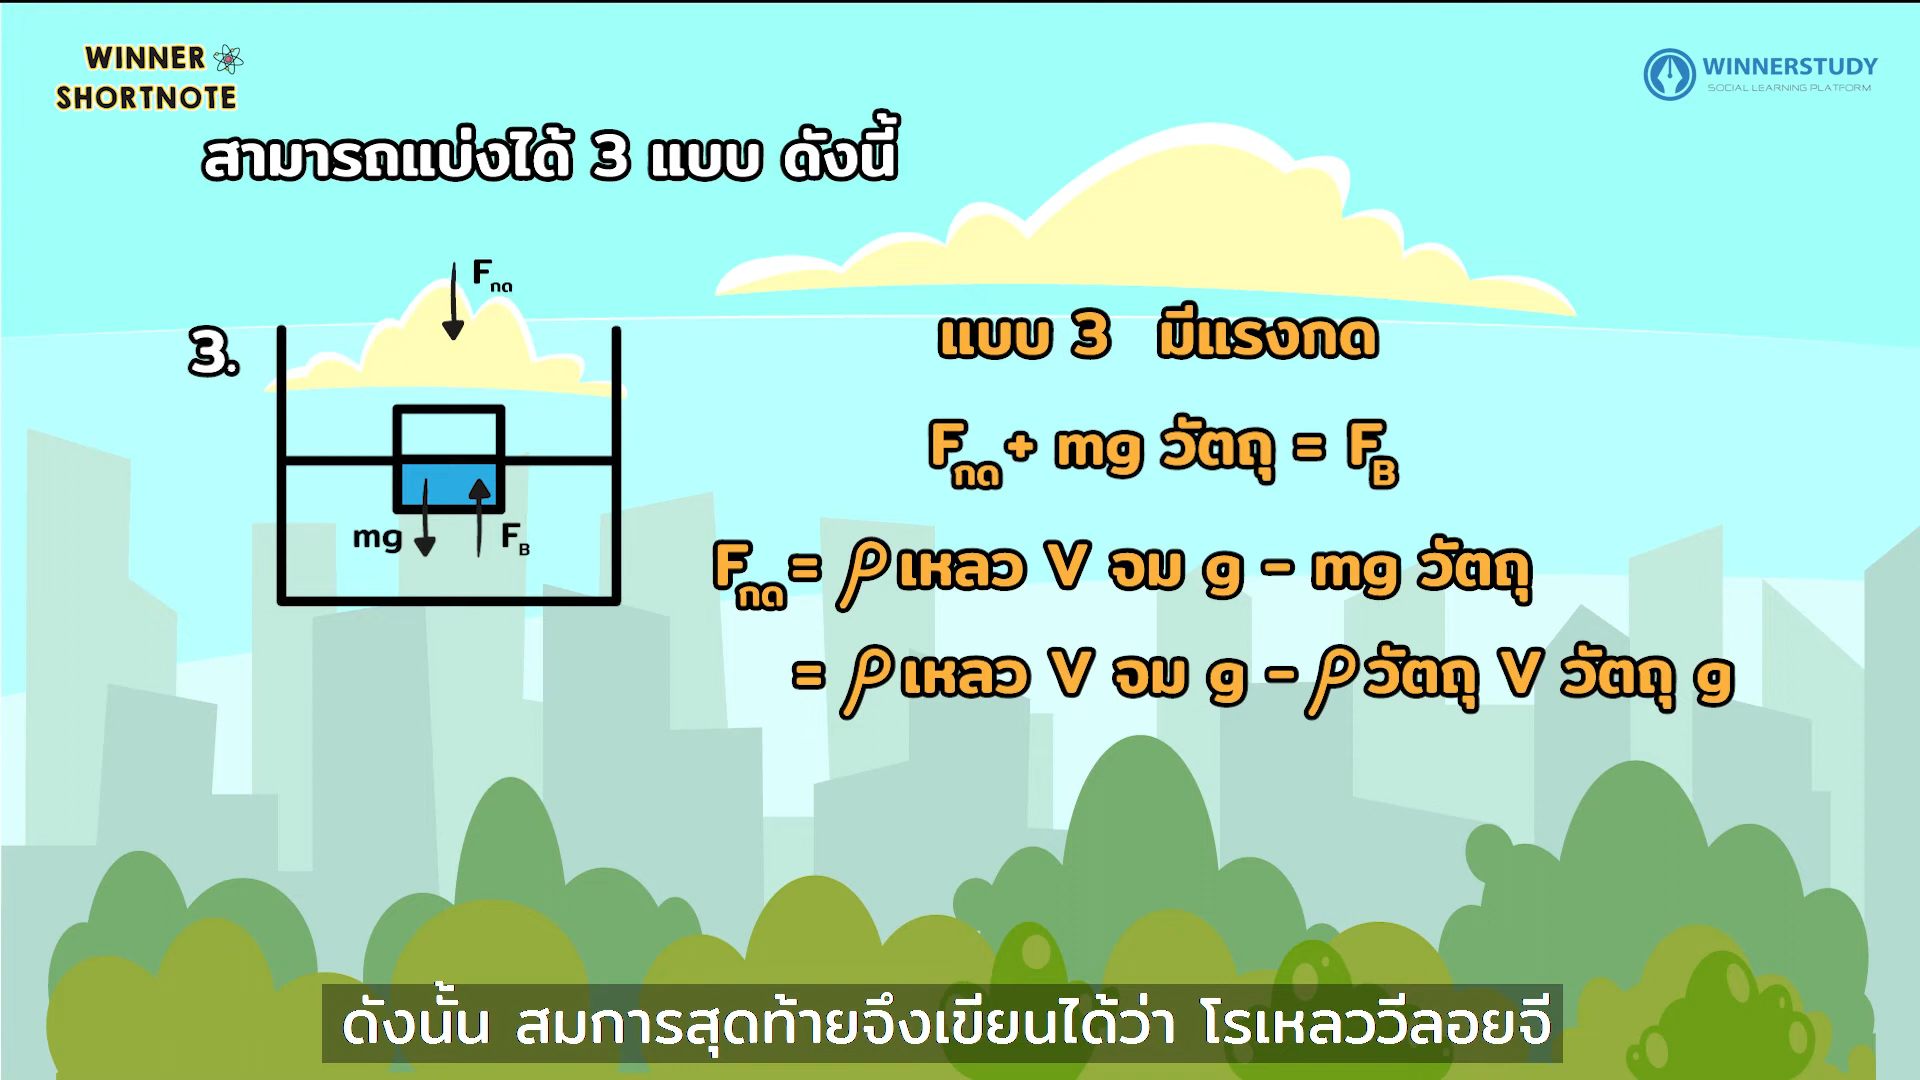 WINNER
SHORTNOTE
WINNERSTUDY
SOCIAL LEARNING PLATFORM
สามารถแบ่งได้ 3 แบบ ดังนี้
3.
Fกด
mg
FB
แบบ 3 มีแรงกด
Fกด + mg วัตถุ = FB
Fกด = ρ เหลว V จม g - mg วัตถุ
= ρ เหลว V จม g - ρ วัตถุ V วัตถุ g
ดังนั้น สมการสุดท้ายจึงเขียนได้ว่า โรเหลววีลอยจี